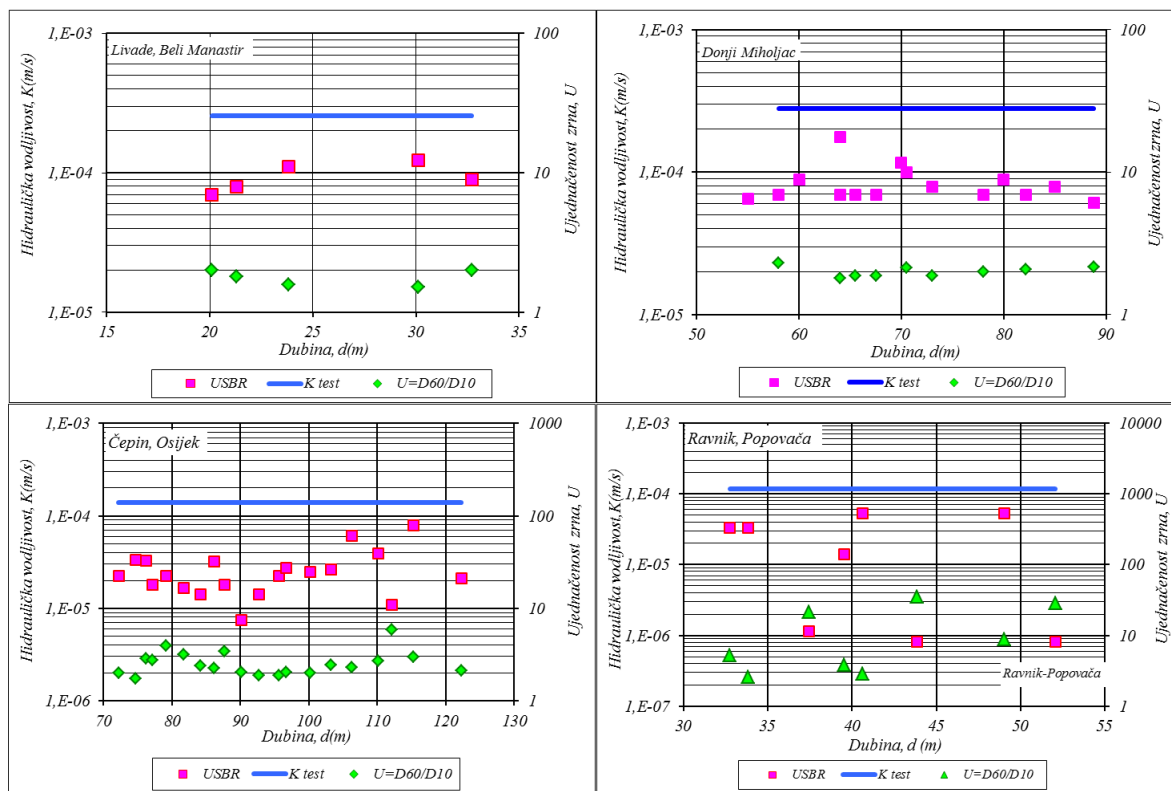 Livade, Beli Manastir
Hidraulička vodljivost, K(m/s)
1,E-03
1,E-04
1,E-05
100
10
1
Ujednačenost zrna, U
15 20 25 30 35
Dubina, d(m)
USBR K test U=D60/D10
Donji Miholjac
Hidraulička vodljivost,K(m/s)
1,E-03
1,E-04
1,E-05
100
10
1
Ujednačenost zrna, U
50 60 70 80 90
Dubina, d(m)
USBR K test U=D60/D10
Čepin, Osijek
Hidraulička vodljivost, K(m/s)
1,E-03
1,E-04
1,E-05
1,E-06
1000
100
10
1
Ujednačenost zrna, U
70 80 90 100 110 120 130
Dubina, d(m)
USBR K test U=D60/D10
Ravnik, Popovača
Hidraulička vodljivost,K(m/s)
1,E-03
1,E-04
1,E-05
1,E-06
1,E-07
10000
1000
100
10
1
Ujednačenost zrna, U
Ravnik-Popovača
30 35 40 45 50 55
Dubina, d (m)
USBR K test U=D60/D10